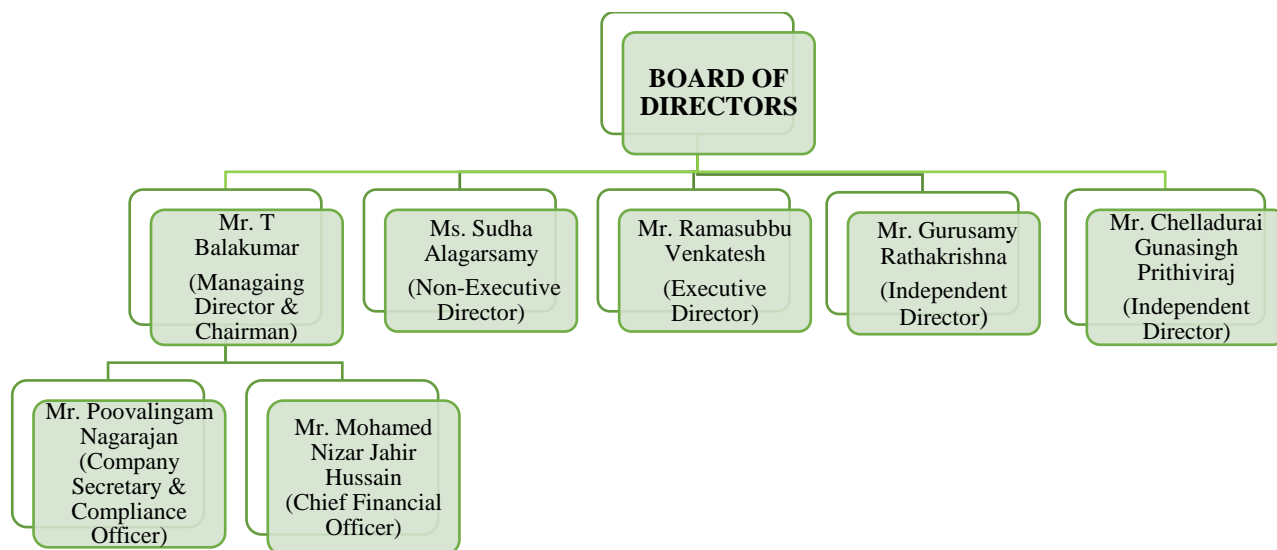 BOARD OF
DIRECTORS
Mr. T
Balakumar
(Managaing
Director &
Chairman)
Ms. Sudha
Alagarsamy
(Non-Executive
Director)
Mr. Ramasubbu
Venkatesh
(Executive
Director)
Mr. Gurusamy
Rathakrishna
(Independent
Director)
Mr. Chelladurai
Gunasingh
Prithiviraj
(Independent
Director)
Mr. Poovalingam
Nagarajan
(Company
Secretary &
Compliance
Officer)
Mr. Mohamed
Nizar Jahir
Hussain
(Chief Financial
Officer)